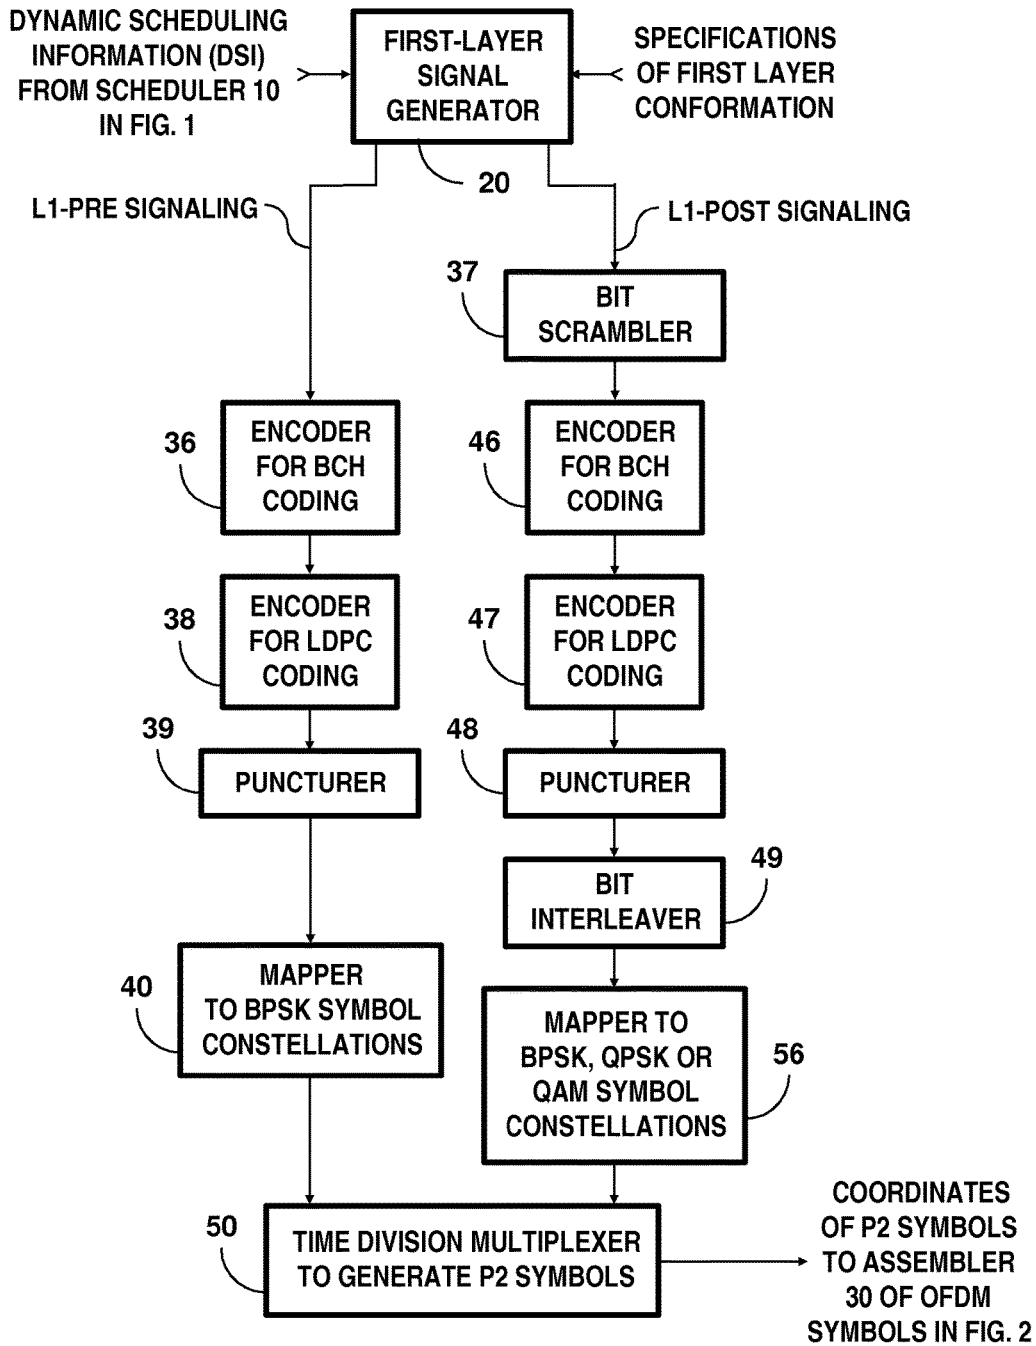 DYNAMIC SCHEDULING
INFORMATION (DSI)
FROM SCHEDULER 10
IN FIG. 1
FIRST-LAYER
SIGNAL
GENERATOR
SPECIFICATIONS
OF FIRST LAYER
CONFORMATION
20
L1-PRE SIGNALING
L1-POST SIGNALING
37
BIT
SCRAMBLER
36
ENCODER
FOR BCH
CODING
46
ENCODER
FOR BCH
CODING
38
ENCODER
FOR LDPC
CODING
47
ENCODER
FOR LDPC
CODING
39
PUNCTURER
48
PUNCTURER
BIT
INTERLEAVER
49
40
MAPPER
TO BPSK SYMBOL
CONSTELLATIONS
MAPPER TO
BPSK, QPSK OR
QAM SYMBOL
CONSTELLATIONS
56
50
TIME DIVISION MULTIPLEXER
TO GENERATE P2 SYMBOLS
COORDINATES
OF P2 SYMBOLS
TO ASSEMBLER
30 OF OFDM
SYMBOLS IN FIG. 2